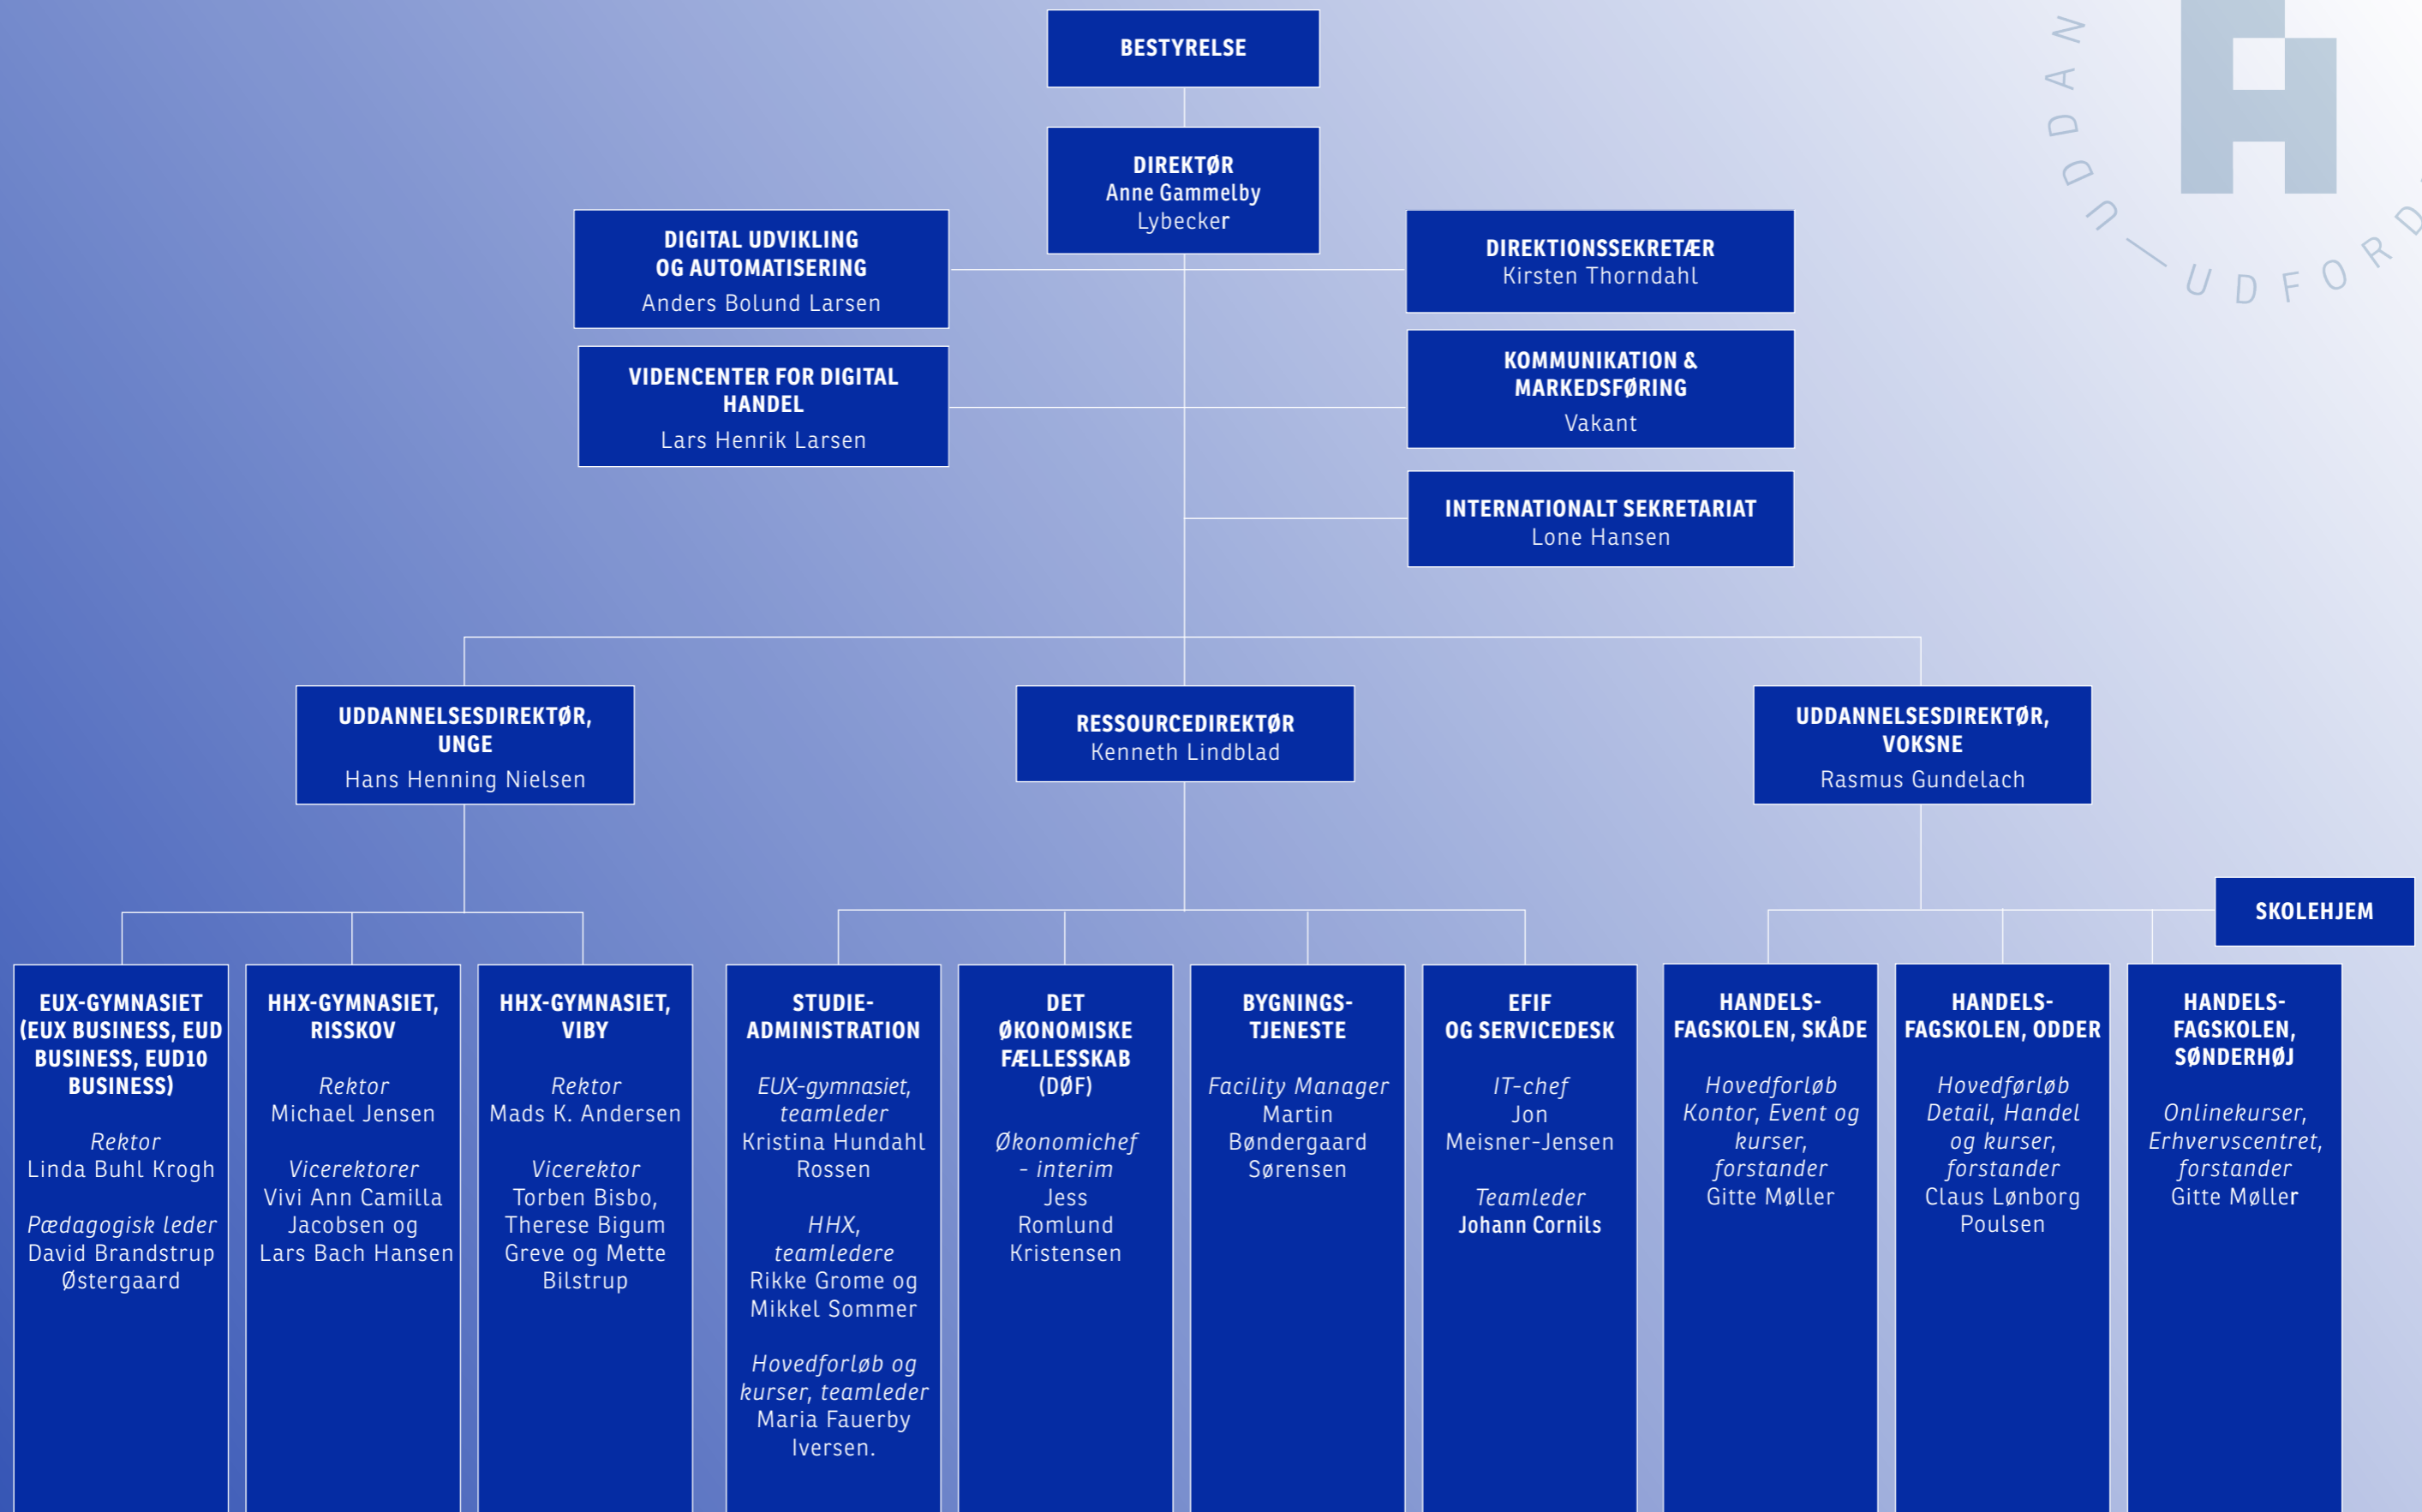 BESTYRELSE
DIREKTØR
Anne Gammelby
Lybecker
DIGITAL UDVIKLING
OG AUTOMATISERING
Anders Bolund Larsen
DIREKTIONSSEKRETÆR
Kirsten Thorndahl
VIDENCENTER FOR DIGITAL
HANDEL
Lars Henrik Larsen
KOMMUNIKATION &
MARKEDSFØRING
Vakant
INTERNATIONALT SEKRETARIAT
Lone Hansen
UDDANNELSESDIREKTØR,
UNGE
Hans Henning Nielsen
RESSOURCEDIREKTØR
Kenneth Lindblad
UDDANNELSESDIREKTØR,
VOKSNE
Rasmus Gundelach
SKOLEHJEM
EUX-GYMNASIET
(EUX BUSINESS, EUD
BUSINESS, EUD10
BUSINESS)
Rektor
Linda Buhl Krogh
Pædagogisk leder
David Brandstrup
Østergaard
HHX-GYMNASIET,
RISSKOV
Rektor
Michael Jensen
Vicerektorer
Vivi Ann Camilla
Jacobsen og
Lars Bach Hansen
HHX-GYMNASIET,
VIBY
Rektor
Mads K. Andersen
Vicerektor
Torben Bisbo,
Therese Bigum
Greve og Mette
Bilstrup
STUDIE-
ADMINISTRATION
EUX-gymnasiet,
teamleder
Kristina Hundahl
Rossen
HHX,
teamledere
Rikke Grome og
Mikkel Sommer
Hovedforløb og
kurser, teamleder
Maria Fauerby
Iversen.
DET
ØKONOMISKE
FÆLLESSKAB
(DØF)
Økonomichef
- interim
Jess
Romlund
Kristensen
BYGNINGS-
TJENESTE
Facility Manager
Martin
Bøndergaard
Sørensen
EFIF
OG SERVICEDESK
IT-chef
Jon
Meisner-Jensen
Teamleder
Johann Cornils
HANDELS-
FAGSKOLEN, SKÅDE
Hovedforløb
Kontor, Event og
kurser,
forstander
Gitte Møller
HANDELS-
FAGSKOLEN, ODDER
Hovedførløb
Detail, Handel
og kurser,
forstander
Claus Lønborg
Poulsen
HANDELS-
FAGSKOLEN,
SØNDERHØJ
Onlinekurser,
Erhvervscentret,
forstander
Gitte Møller